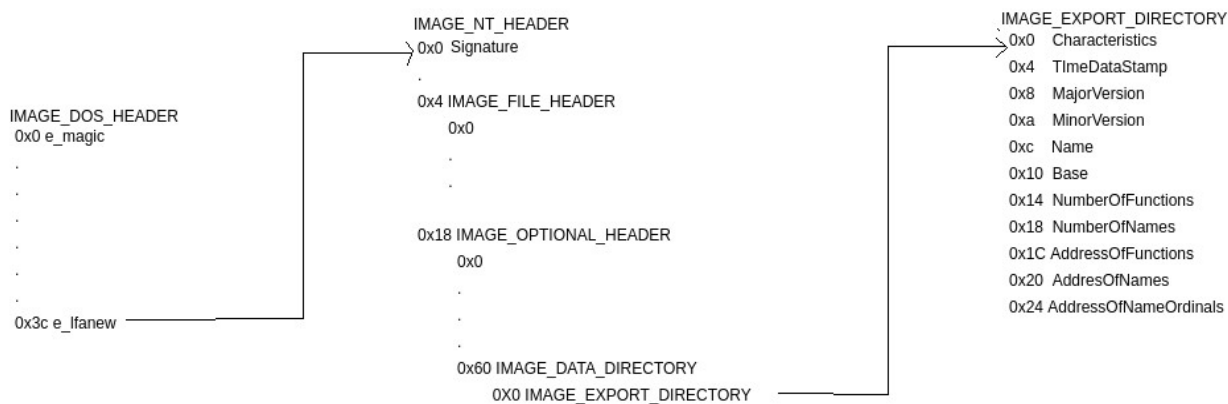 IMAGE_DOS_HEADER
0x0 e_magic
.
.
.
.
.
.
0x3c e_lfanew
IMAGE_NT_HEADER
0x0 Signature
.
0x4 IMAGE_FILE_HEADER
0x0
.
.
0x18 IMAGE_OPTIONAL_HEADER
0x0
.
.
.
0x60 IMAGE_DATA_DIRECTORY
0X0 IMAGE_EXPORT_DIRECTORY
IMAGE_EXPORT_DIRECTORY
0x0 Characteristics
0x4 TImeDataStamp
0x8 MajorVersion
0xa MinorVersion
0xc Name
0x10 Base
0x14 NumberOfFunctions
0x18 NumberOfNames
0x1C AddressOfFunctions
0x20 AddresOfNames
0x24 AddressOfNameOrdinals